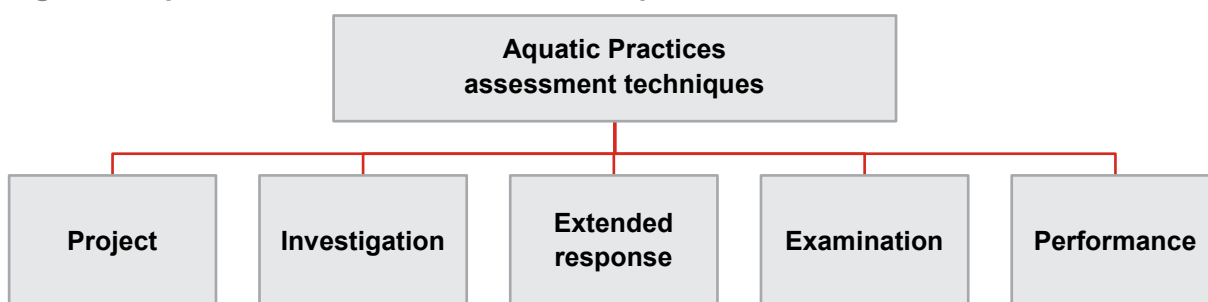 Aquatic Practices
assessment techniques
Project
Investigation
Extended
response
Examination
Performance